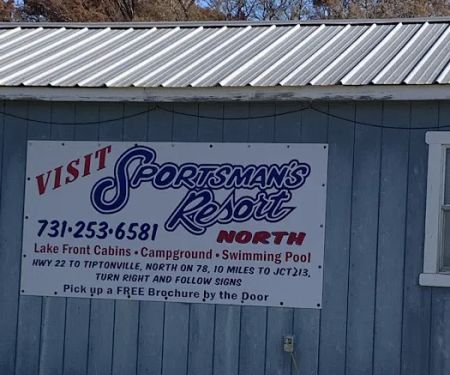 VISIT SPORTSMAN'S
Resort
731·253·6581 NORTH
Lake Front Cabins • Campground • Swimming Pool
HWY 22 TO TIPTONVILLE, NORTH ON 78, 10 MILES TO JCT 213,
TURN RIGHT AND FOLLOW SIGNS
Pick up a FREE Brochure by the Door